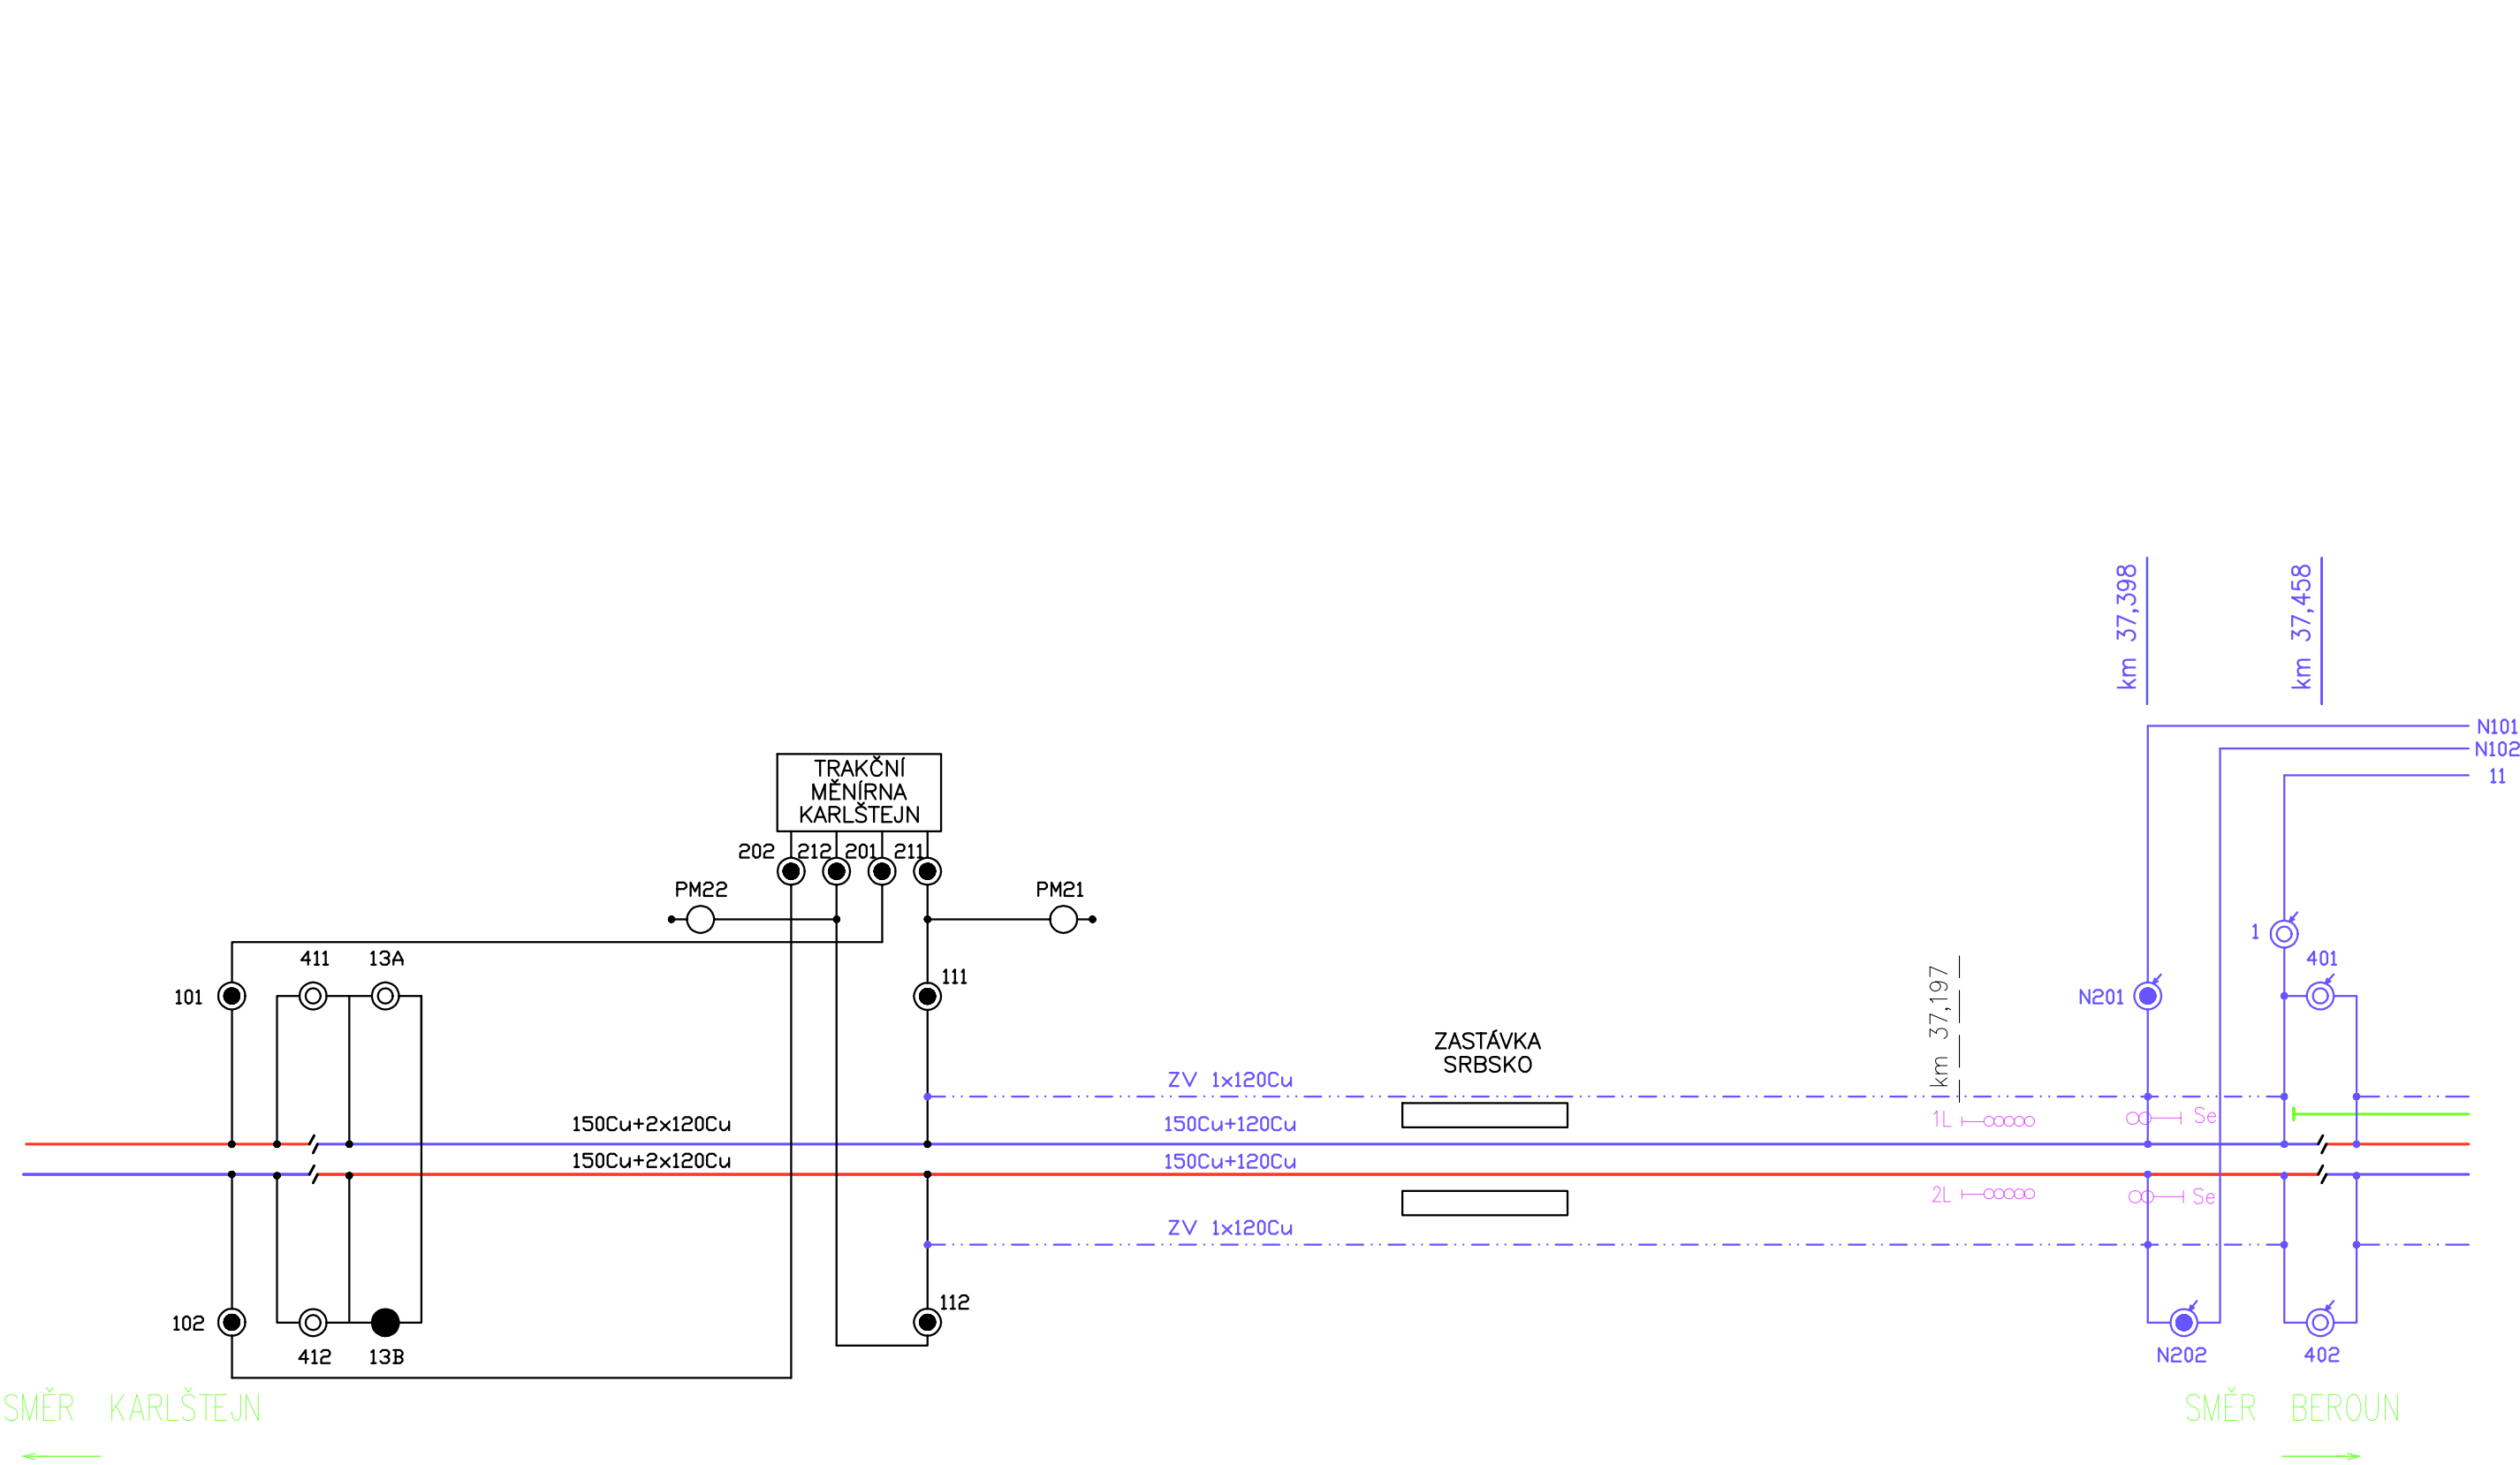 km 37,398
km 37,458
N101
N102
11
TRAKČNÍ
MĚNÍRNA
KARLŠTEJN
202
212
201
211
PM22
PM21
1
411
13A
401
101
111
N201
km 37,197
ZASTÁVKA
SRBSKO
ZV 1x120Cu
150Cu+2x120Cu
150Cu+120Cu
1L
Se
150Cu+2x120Cu
150Cu+120Cu
2L
Se
ZV 1x120Cu
112
102
412
13B
N202
402
SMĚR KARLŠTEJN
SMĚR BEROUN